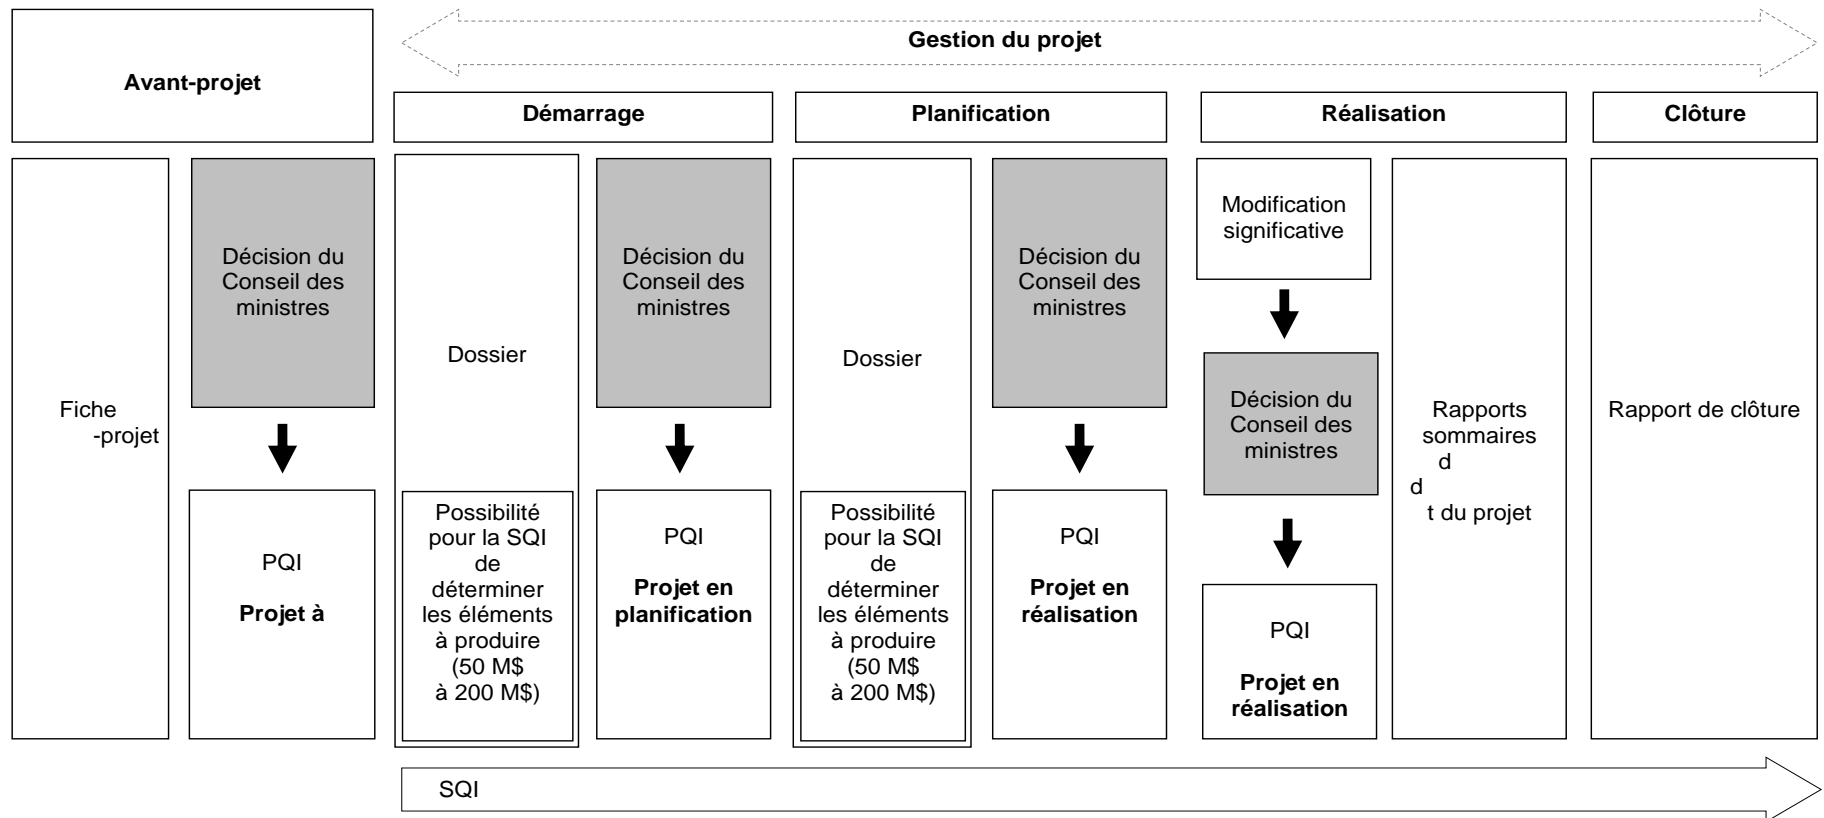 Gestion du projet
Avant-projet
Démarrage
Planification
Réalisation
Clôture
Fiche
-projet
Décision du
Conseil des
ministres
PQI
Projet à
Dossier
Possibilité
pour la SQI
de
déterminer
les éléments
à produire
(50 M$
à 200 M$)
Décision du
Conseil des
ministres
PQI
Projet en
planification
Dossier
Possibilité
pour la SQI
de
déterminer
les éléments
à produire
(50 M$
à 200 M$)
Décision du
Conseil des
ministres
PQI
Projet en
réalisation
Modification
significative
Décision du
Conseil des
ministres
PQI
Projet en
réalisation
Rapports
sommaires
d
d
t du projet
Rapport de clôture
SQI